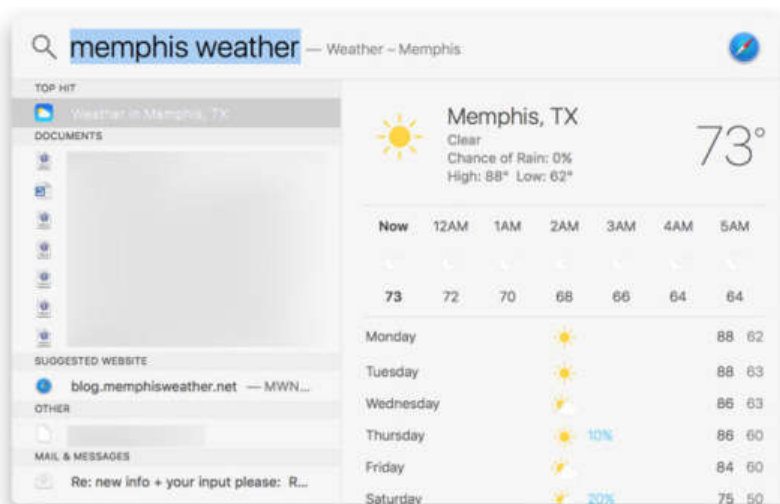 memphis weather — Weather – Memphis
TOP HIT
Weather in Memphis, TX
DOCUMENTS
SUGGESTED WEBSITE
blog.memphisweather.net — MWN...
OTHER
MAIL & MESSAGES
Re: new info + your input please: R...
Memphis, TX
Clear
Chance of Rain: 0%
High: 88° Low: 62°
73°
Now 12AM 1AM 2AM 3AM 4AM 5AM
73 72 70 68 66 64 64
Monday 88 62
Tuesday 88 63
Wednesday 86 63
Thursday 10% 86 60
Friday 84 60
Saturday 20% 75 50